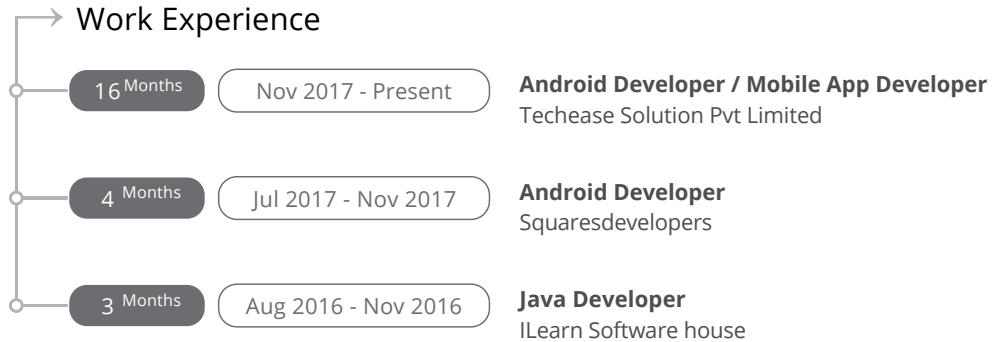 Work Experience
16 Months
Nov 2017 - Present
Android Developer / Mobile App Developer
Techease Solution Pvt Limited
4 Months
Jul 2017 - Nov 2017
Android Developer
Squaresdevelopers
3 Months
Aug 2016 - Nov 2016
Java Developer
ILearn Software house